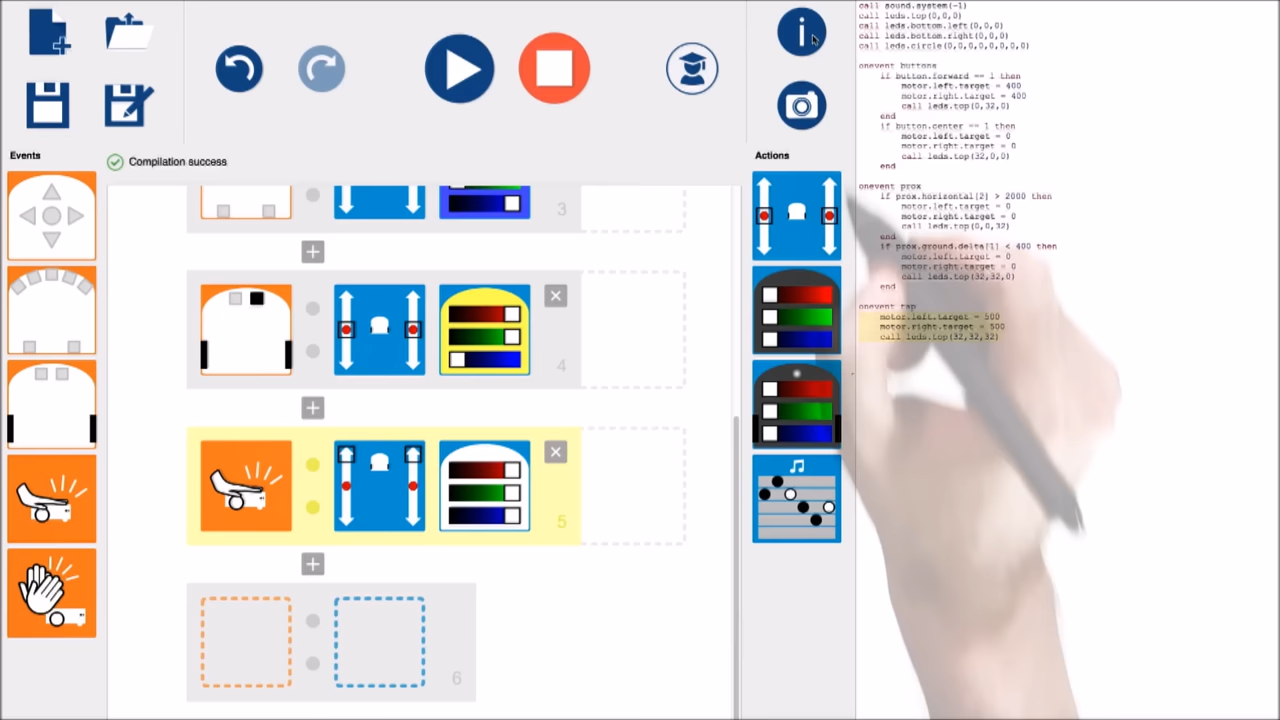 Events
Compilation success
3
4
5
6
Actions
call sound.system(-1)
call leds.top(0,0,0)
call leds.bottom.left(0,0,0)
call leds.bottom.right(0,0,0)
call leds.circle(0,0,0,0,0,0,0,0)
onevent buttons
if button.forward == 1 then
motor.left.target = 400
motor.right.target = 400
call leds.top(0,32,0)
end
if button.center == 1 then
motor.left.target = 0
motor.right.target = 0
call leds.top(32,0,0)
end
onevent prox
if prox.horizontal[2] > 2000 then
motor.left.target = 0
motor.right.target = 0
call leds.top(0,0,32)
end
if prox.ground.delta[1] < 400 then
motor.left.target = 0
motor.right.target = 0
call leds.top(32,32,0)
end
onevent tap
motor.left.target = 500
motor.right.target = 500
call leds.top(32,32,32)